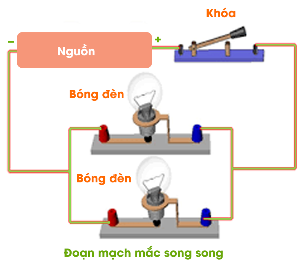 Khóa
− +
Nguồn
Bóng đèn
Bóng đèn
Đoạn mạch mắc song song